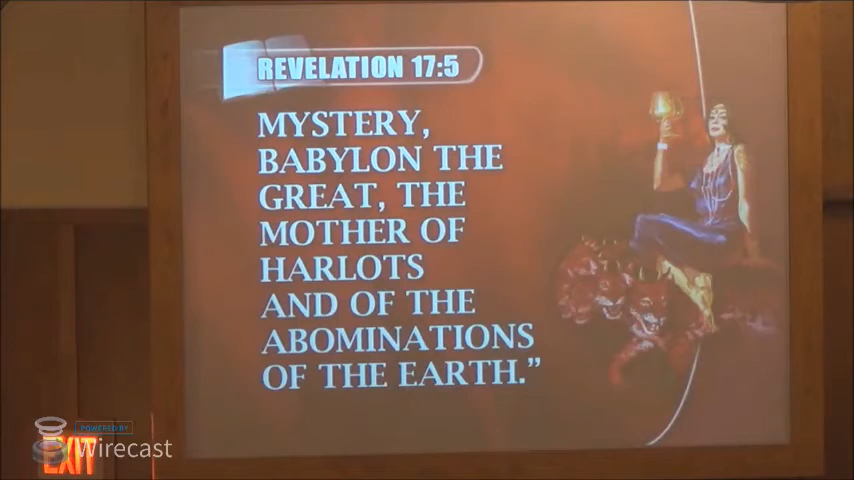 REVELATION 17:5
MYSTERY,
BABYLON THE
GREAT, THE
MOTHER OF
HARLOTS
AND OF THE
ABOMINATIONS
OF THE EARTH.”
POWERED BY
Wirecast
EXIT